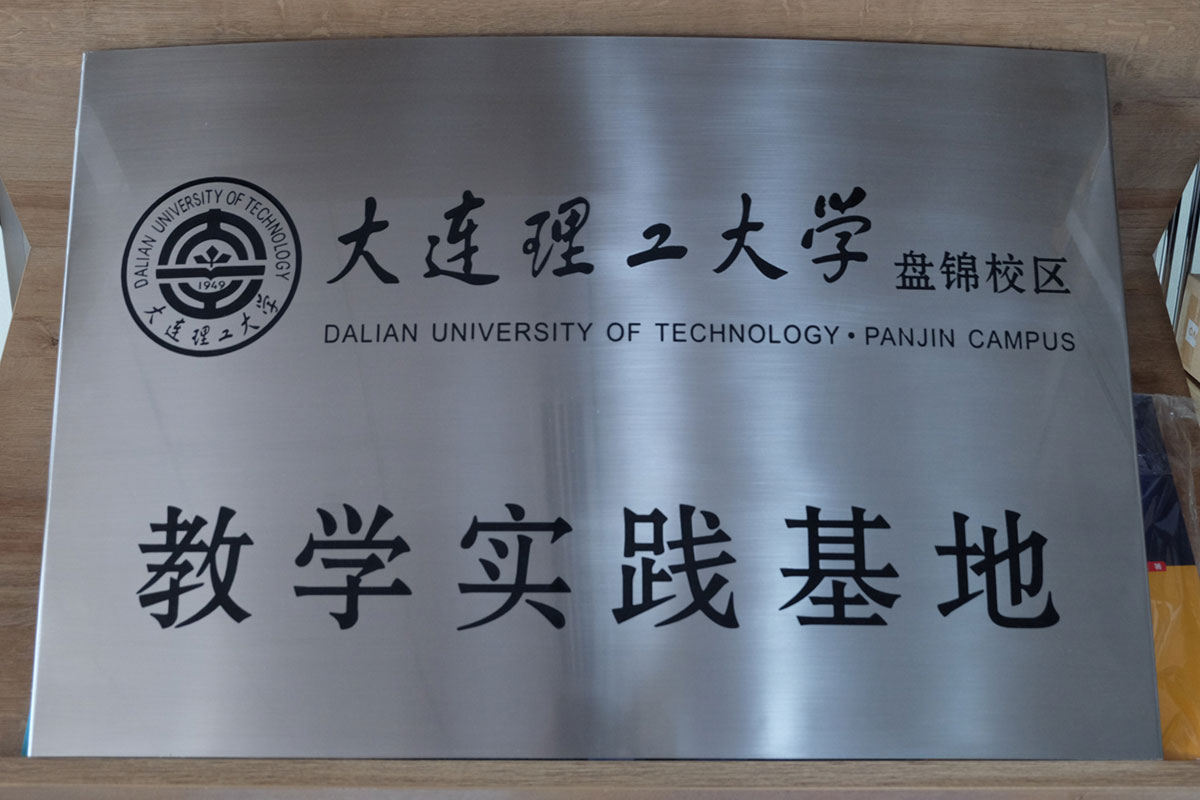 DALIAN UNIVERSITY OF TECHNOLOGY
1949
大连理工大学
大连理工大学 盘锦校区
DALIAN UNIVERSITY OF TECHNOLOGY·PANJIN CAMPUS
教学实践基地